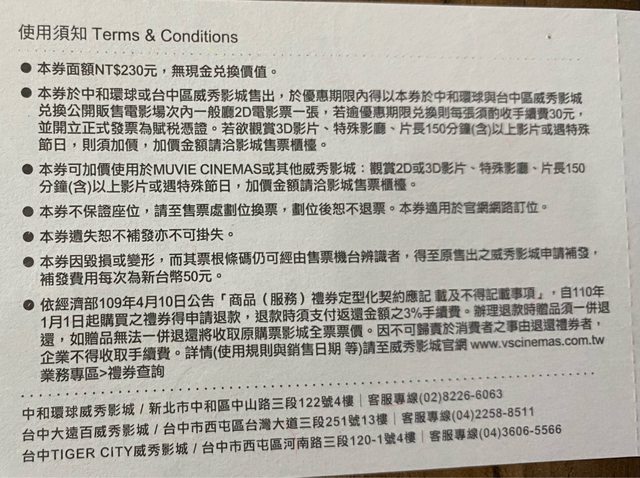 使用須知 Terms & Conditions
● 本券面額NT$230元，無現金兌換價值。
● 本券於中和環球或台中區威秀影城售出，於優惠期限內得以本券於中和環球與台中區威秀影城
兌換公開販售電影場次內一般廳2D電影票一張，若逾優惠期限兌換則每張須酌收手續費30元，
並開立正式發票為賦稅憑證。若欲觀賞3D影片、特殊影廳、片長150分鐘(含)以上影片或遇特殊
節日，則須加價，加價金額請洽影城售票櫃檯。
● 本券可加價使用於MUVIE CINEMAS或其他威秀影城：觀賞2D或3D影片、特殊影廳、片長150
分鐘(含)以上影片或遇特殊節日，加價金額請洽影城售票櫃檯。
● 本券不保證座位，請至售票處劃位換票，劃位後恕不退票。本券適用於官網網路訂位。
● 本券遺失恕不補發亦不可掛失。
● 本券因毀損或變形，而其票根條碼仍可經由售票機台辨識者，得至原售出之威秀影城申請補發，
補發費用每次為新台幣50元。
● 依經濟部109年4月10日公告「商品（服務）禮券定型化契約應記 載及不得記載事項」，自110年
1月1日起購買之禮券得申請退款，退款時須支付返還金額之3%手續費。辦理退款時贈品須一併退
還，如贈品無法一併退還將收取原購票影城全票票價。因不可歸責於消費者之事由退還禮券者，
企業不得收取手續費。詳情(使用規則與銷售日期 等)請至威秀影城官網 www.vscinemas.com.tw
業務專區>禮券查詢
中和環球威秀影城 / 新北市中和區中山路三段122號4樓｜客服專線(02)8226-6063
台中大遠百威秀影城 / 台中市西屯區台灣大道三段251號13樓｜客服專線(04)2258-8511
台中TIGER CITY威秀影城 / 台中市西屯區河南路三段120-1號4樓｜客服專線(04)3606-5566